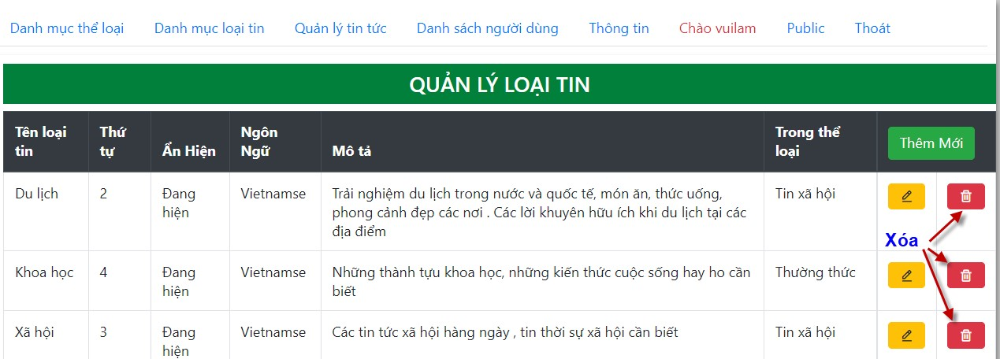 Danh mục thể loại Danh mục loại tin Quản lý tin tức Danh sách người dùng Thông tin Chào vuilam Public Thoát
QUẢN LÝ LOẠI TIN
Tên loại tin Thứ tự Ẩn Hiện Ngôn Ngữ Mô tả Trong thể loại Thêm Mới
Du lịch 2 Đang hiện Vietnamse Trải nghiệm du lịch trong nước và quốc tế, món ăn, thức uống,
phong cảnh đẹp các nơi . Các lời khuyên hữu ích khi du lịch tại các
địa điểm
Tin xã hội
Xóa
Khoa học 4 Đang hiện Vietnamse Những thành tựu khoa học, những kiến thức cuộc sống hay ho cần
biết
Thường thức
Xã hội 3 Đang hiện Vietnamse Các tin tức xã hội hàng ngày , tin thời sự xã hội cần biết Tin xã hội